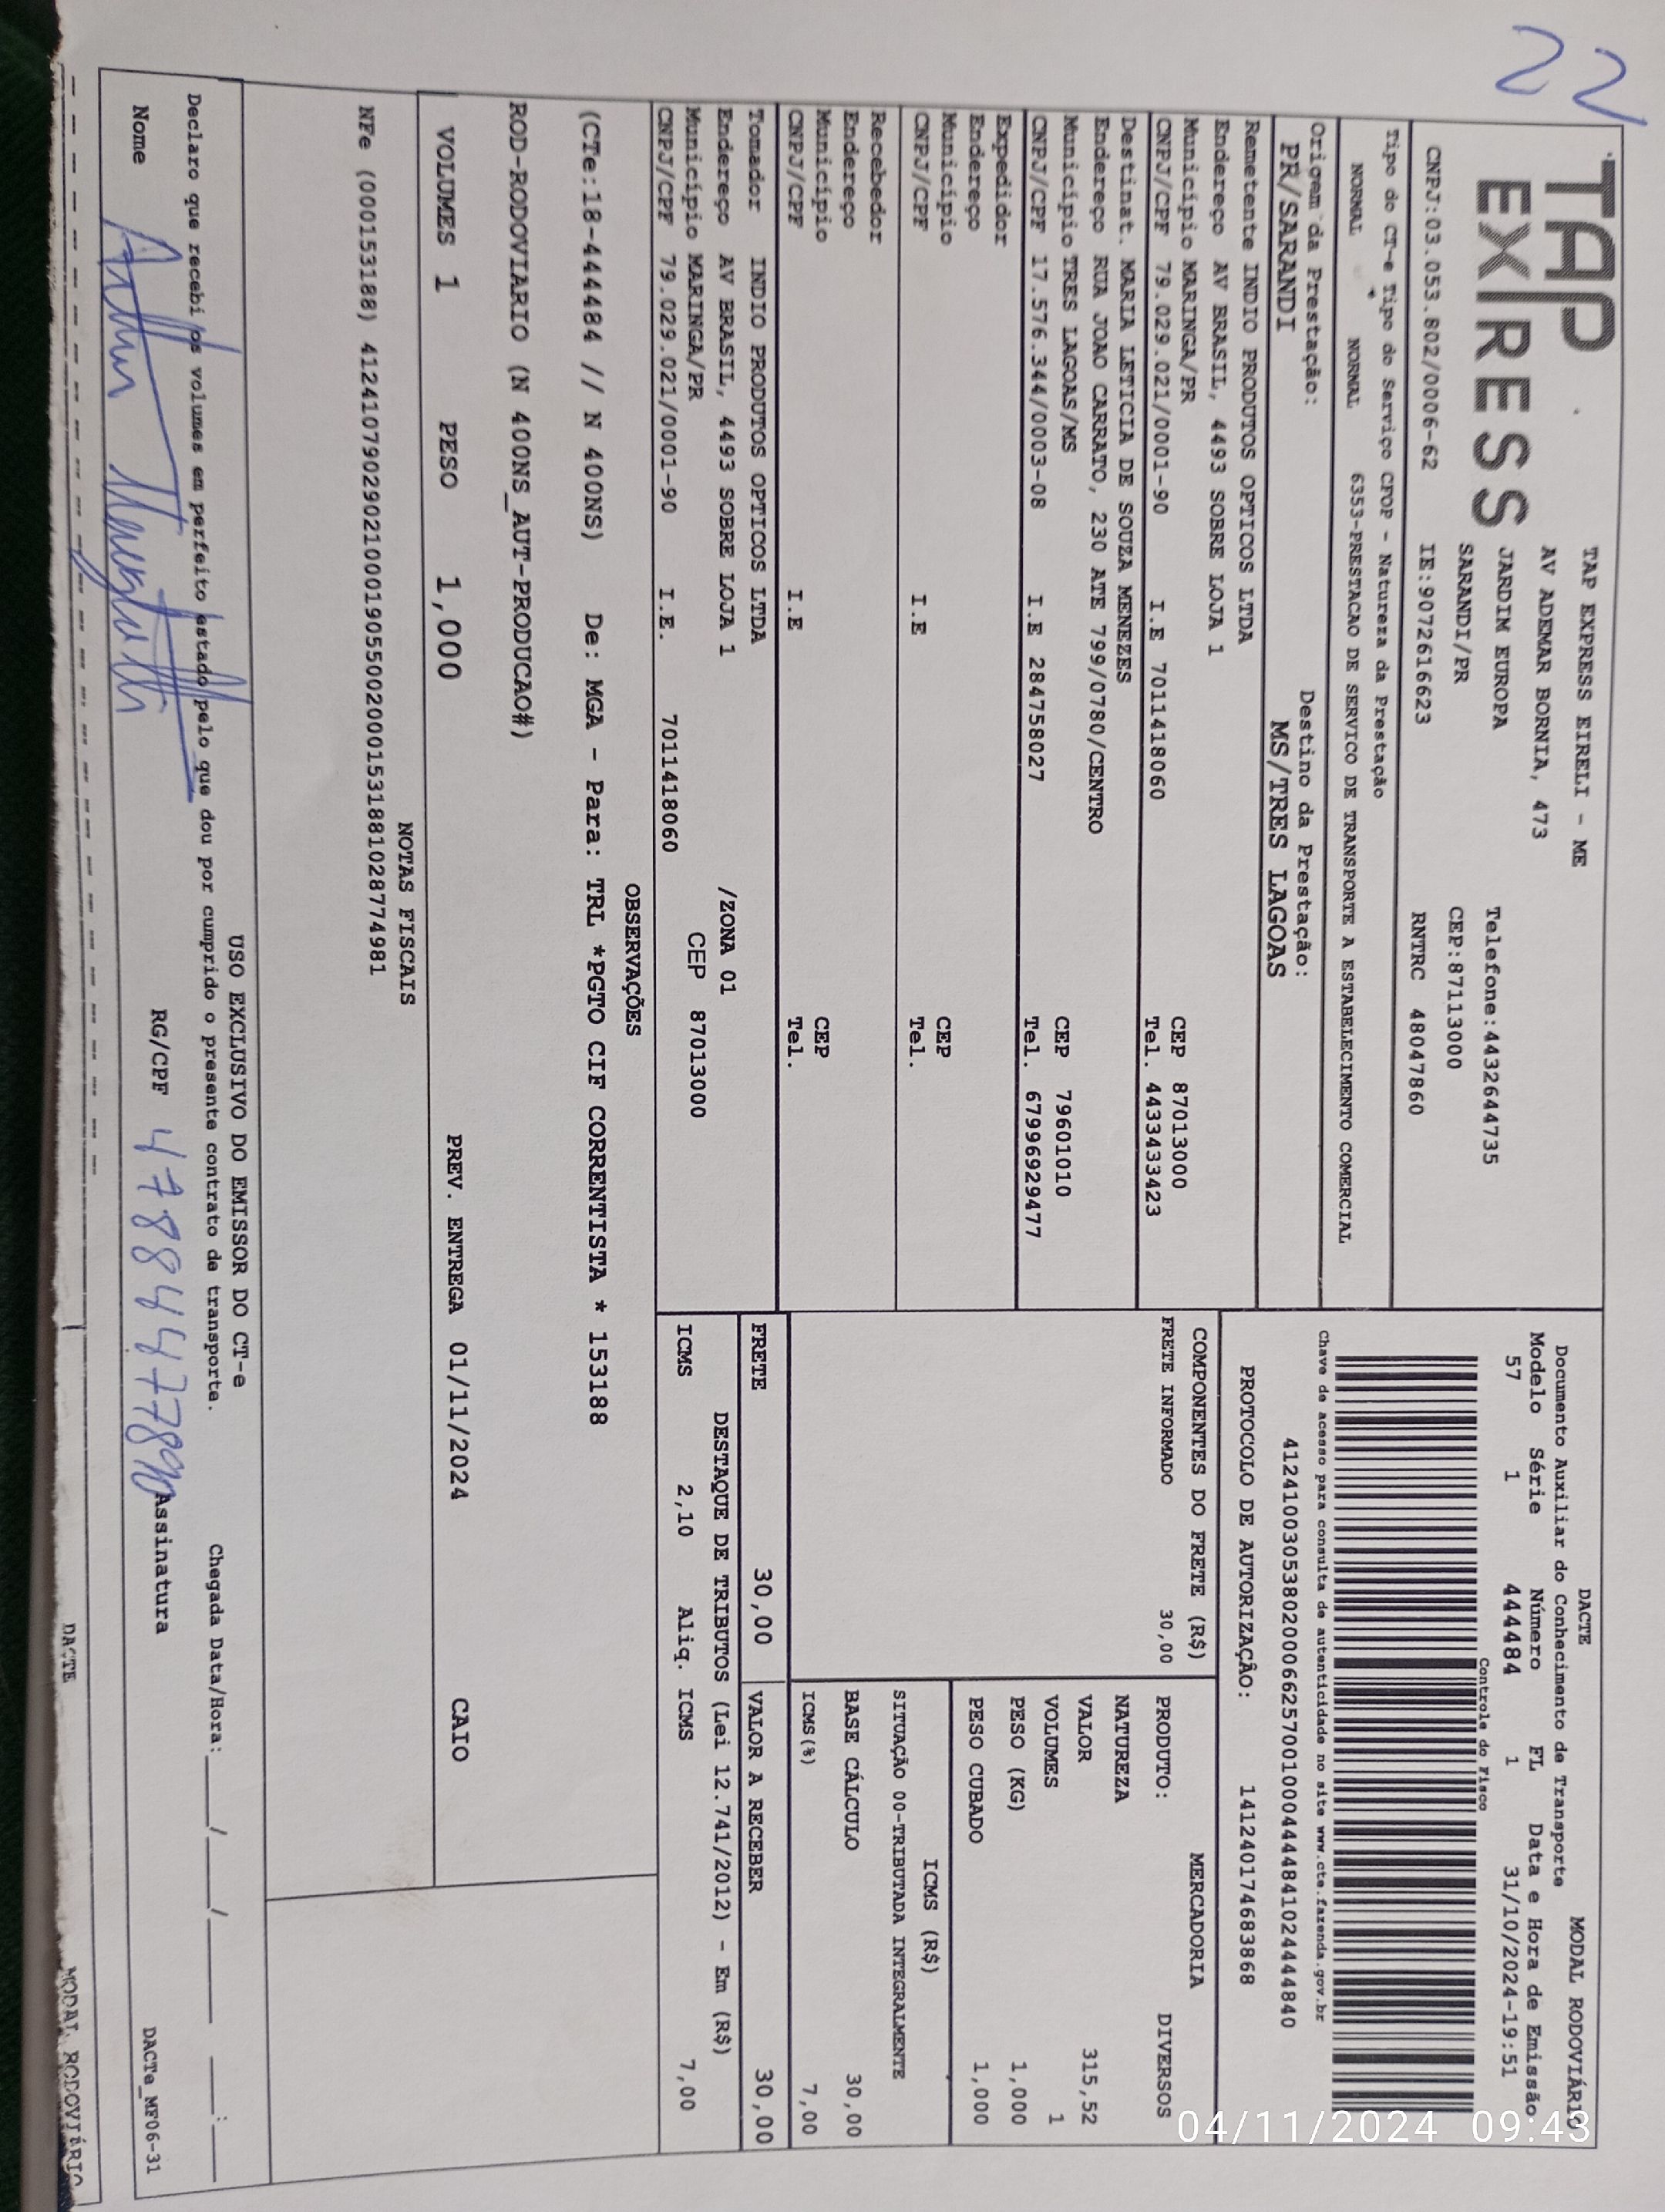 22
TAP
EXPRESS
TAP EXPRESS EIRELI - ME
AV ADEMAR BORNIA, 473
JARDIM EUROPA Telefone:4432644735
SARANDI/PR CEP:87113000
CNPJ:03.053.802/0006-62 IE:9072616623 RNTRC 48047860
Tipo do CT-e Tipo do Serviço CFOP - Natureza da Prestação
NORMAL NORMAL 6353-PRESTACAO DE SERVICO DE TRANSPORTE A ESTABELECIMENTO COMERCIAL
Origem da Prestação: Destino da Prestação:
PR/SARANDI MS/TRES LAGOAS
Remetente INDIO PRODUTOS OPTICOS LTDA
Endereço AV BRASIL, 4493 SOBRE LOJA 1
Município MARINGA/PR CEP 87013000
CNPJ/CPF 79.029.021/0001-90 I.E 7011418060 Tel. 4433433423
Destinat. MARIA LETICIA DE SOUZA MENEZES
Endereço RUA JOAO CARRATO, 230 ATE 799/0780/CENTRO
Município TRES LAGOAS/MS CEP 79601010
CNPJ/CPF 17.576.344/0003-08 I.E 284758027 Tel. 67996929477
Expedidor
Endereço
Município CEP
CNPJ/CPF I.E Tel.
Recebedor
Endereço
Município CEP
CNPJ/CPF I.E Tel.
Tomador INDIO PRODUTOS OPTICOS LTDA
Endereço AV BRASIL, 4493 SOBRE LOJA 1 /ZONA 01
Município MARINGA/PR CEP 87013000
CNPJ/CPF 79.029.021/0001-90 I.E. 7011418060
DACTE MODAL RODOVIÁRIO
Documento Auxiliar do Conhecimento de Transporte
Modelo Série Número FL Data e Hora de Emissão
57 1 444484 1 31/10/2024-19:51
Controle do Fisco
Chave de acesso para consulta de autenticidade no site www.cte.fazenda.gov.br
41241003053802000662570010004444841024444840
PROTOCOLO DE AUTORIZAÇÃO: 141240174683868
COMPONENTES DO FRETE (R$)
FRETE INFORMADO 30,00
MERCADORIA
PRODUTO: DIVERSOS
NATUREZA
VALOR 315,52
VOLUMES 1
PESO (KG) 1,000
PESO CUBADO 1,000
ICMS (R$)
SITUAÇÃO 00-TRIBUTADA INTEGRALMENTE
BASE CÁLCULO 30,00
ICMS(%) 7,00
FRETE 30,00 VALOR A RECEBER 30,00
DESTAQUE DE TRIBUTOS (Lei 12.741/2012) - Em (R$)
ICMS 2,10 Aliq. ICMS 7,00
OBSERVAÇÕES
(CTe:18-444484 // N 400NS) De: MGA - Para: TRL *PGTO CIF CORRENTISTA * 153188
ROD-RODOVIARIO (N 400NS_AUT-PRODUCAO#)
VOLUMES 1 PESO 1,000 PREV. ENTREGA 01/11/2024 CAIO
NOTAS FISCAIS
NFe (000153188) 41241079029021000190550020001531881028774981
USO EXCLUSIVO DO EMISSOR DO CT-e
Declaro que recebi os volumes em perfeito estado pelo que dou por cumprido o presente contrato de transporte. Chegada Data/Hora:____/____/____ ___:___
Nome RG/CPF Assinatura DACTe_MF06-31
DACTE MODAL RODOVIÁRIO
04/11/2024 09:43